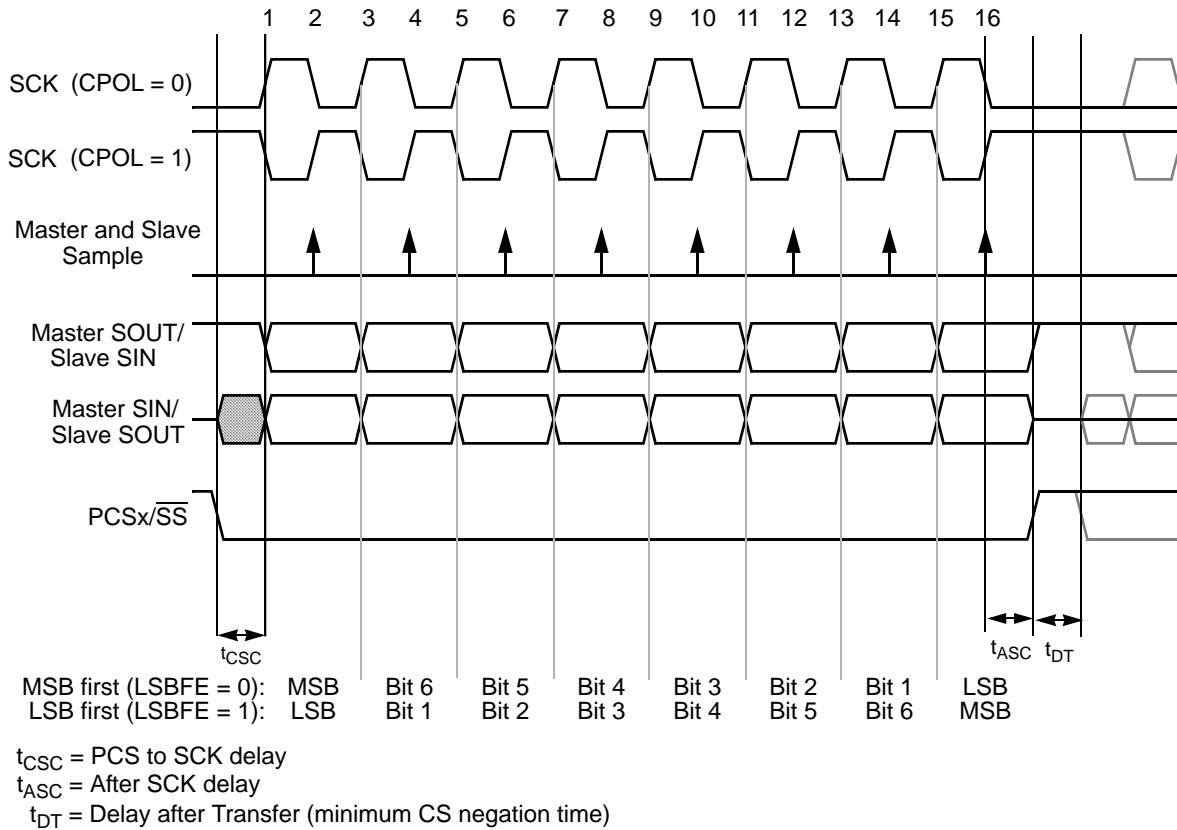 1 2 3 4 5 6 7 8 9 10 11 12 13 14 15 16
SCK (CPOL = 0)
SCK (CPOL = 1)
Master and Slave
Sample
Master SOUT/
Slave SIN
Master SIN/
Slave SOUT
PCSx/S̅S̅
tCSC tASC tDT
MSB first (LSBFE = 0): MSB Bit 6 Bit 5 Bit 4 Bit 3 Bit 2 Bit 1 LSB
LSB first (LSBFE = 1): LSB Bit 1 Bit 2 Bit 3 Bit 4 Bit 5 Bit 6 MSB
tCSC = PCS to SCK delay
tASC = After SCK delay
tDT = Delay after Transfer (minimum CS negation time)